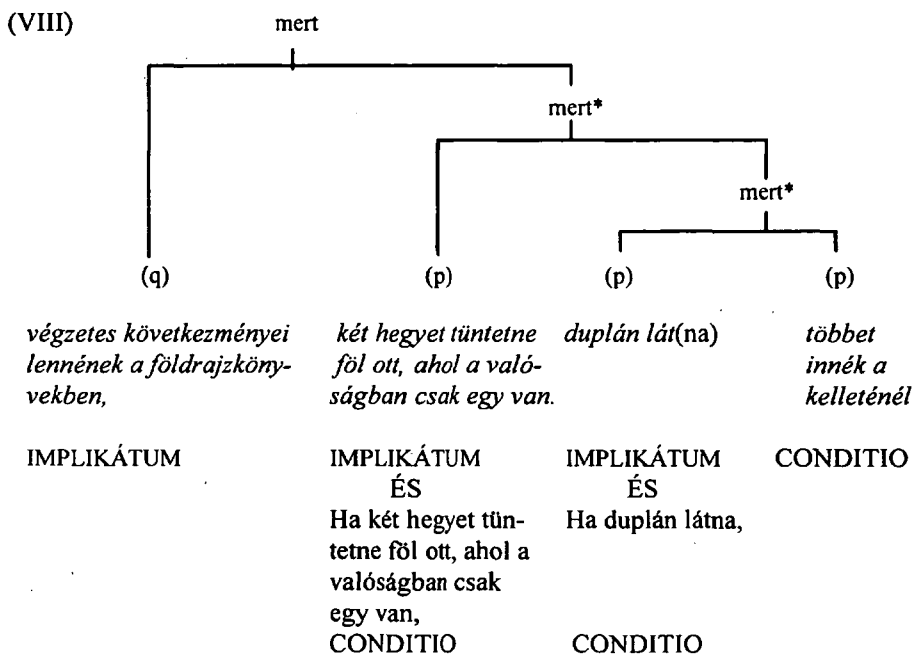 (VIII)
mert
mert*
mert*
(q) (p) (p) (p)
végzetes következményei két hegyet tüntetne duplán lát(na) többet
lennének a földrajzköny- föl ott, ahol a való- innék a
vekben, ságban csak egy van. kelleténél
IMPLIKÁTUM IMPLIKÁTUM IMPLIKÁTUM CONDITIO
ÉS ÉS
Ha két hegyet tün- Ha duplán látna,
tetne föl ott, ahol a
valóságban csak
egy van,
CONDITIO CONDITIO